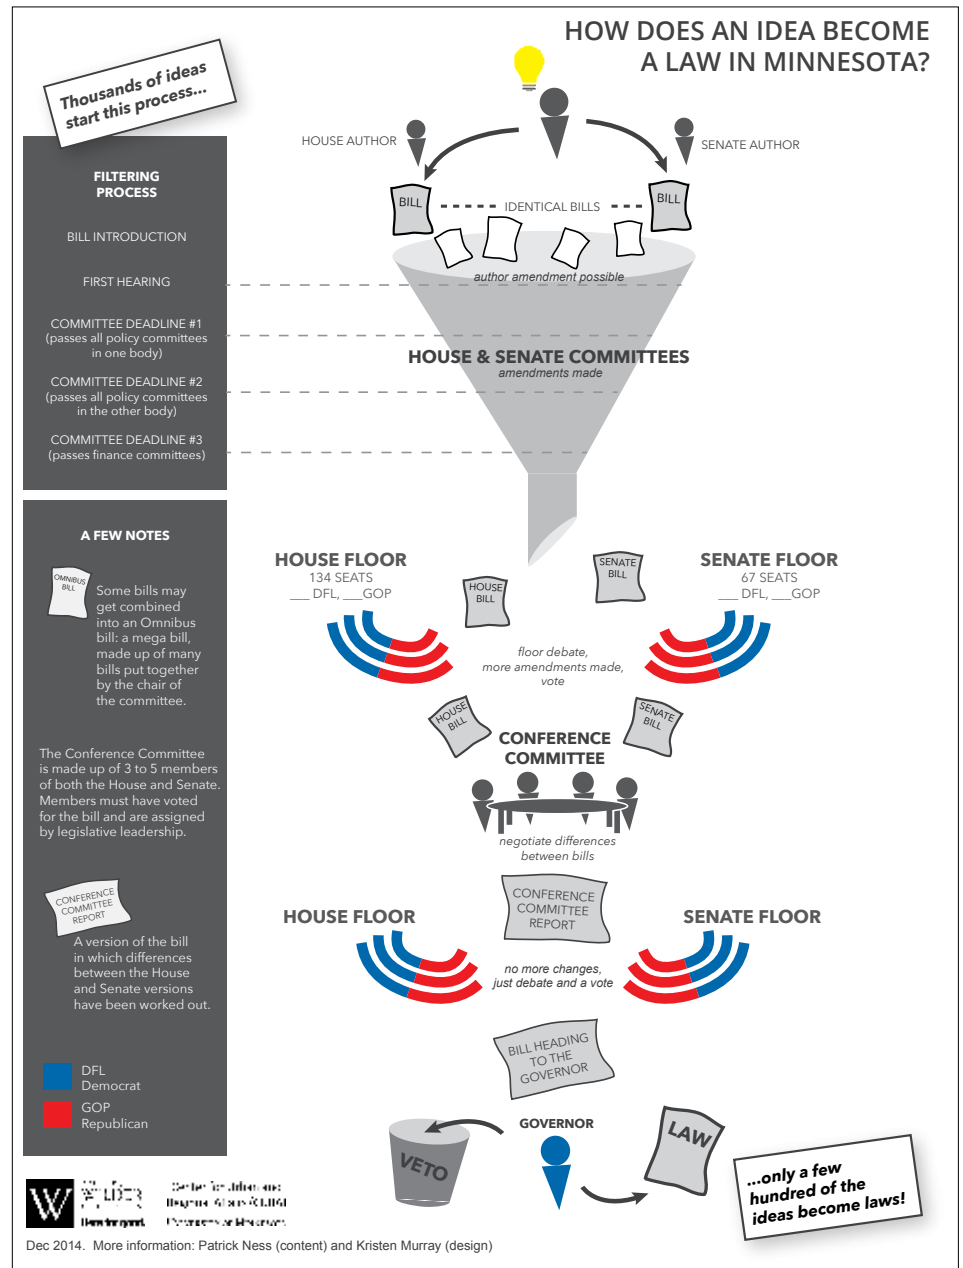 HOW DOES AN IDEA BECOME
A LAW IN MINNESOTA?
Thousands of ideas
start this process...
HOUSE AUTHOR
SENATE AUTHOR
BILL
IDENTICAL BILLS
BILL
author amendment possible
FILTERING
PROCESS
BILL INTRODUCTION
FIRST HEARING
COMMITTEE DEADLINE #1
(passes all policy committees
in one body)
COMMITTEE DEADLINE #2
(passes all policy committees
in the other body)
COMMITTEE DEADLINE #3
(passes finance committees)
HOUSE & SENATE COMMITTEES
amendments made
A FEW NOTES
OMNIBUS
BILL
Some bills may
get combined
into an Omnibus
bill: a mega bill,
made up of many
bills put together
by the chair of
the committee.
The Conference Committee
is made up of 3 to 5 members
of both the House and Senate.
Members must have voted
for the bill and are assigned
by legislative leadership.
CONFERENCE
COMMITTEE
REPORT
A version of the bill
in which differences
between the House
and Senate versions
have been worked out.
DFL
Democrat
GOP
Republican
HOUSE FLOOR
134 SEATS
___ DFL, ___GOP
HOUSE
BILL
SENATE
BILL
SENATE FLOOR
67 SEATS
___ DFL, ___GOP
floor debate,
more amendments made,
vote
HOUSE
BILL
SENATE
BILL
CONFERENCE
COMMITTEE
negotiate differences
between bills
CONFERENCE
COMMITTEE
REPORT
HOUSE FLOOR
SENATE FLOOR
no more changes,
just debate and a vote
BILL HEADING
TO THE
GOVERNOR
GOVERNOR
VETO
LAW
...only a few
hundred of the
ideas become laws!
W
WILDER
Here for good.
Dec 2014. More information: Patrick Ness (content) and Kristen Murray (design)